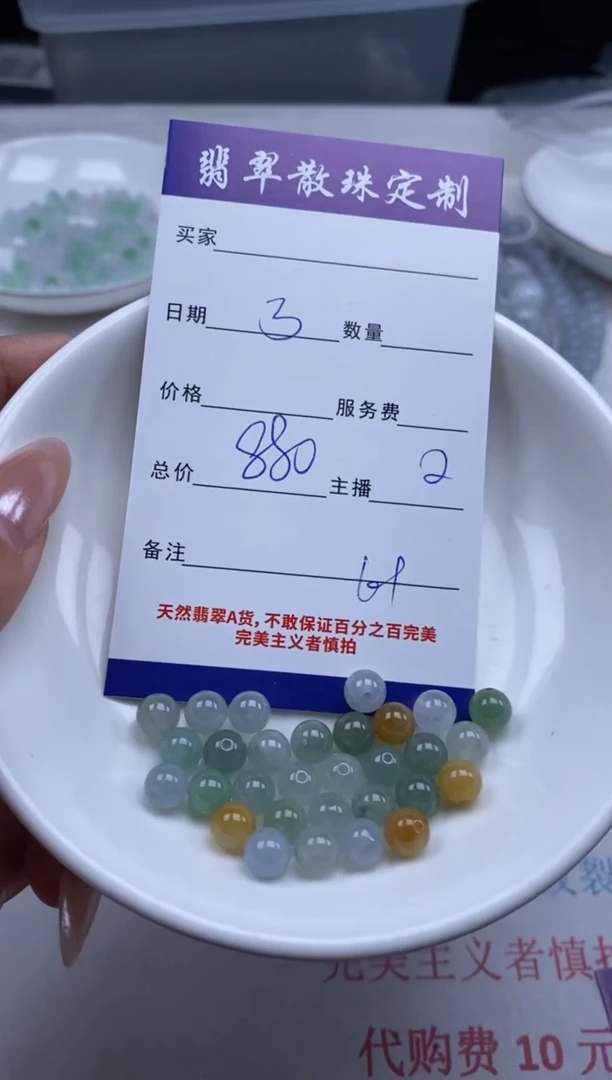 翡翠散珠定制
买家
日期 3 数量
价格 服务费
总价 880 主播 2
备注
天然翡翠A货,不敢保证百分之百完美
完美主义者慎拍
裂
完美主义者慎拍
代购费 10 元